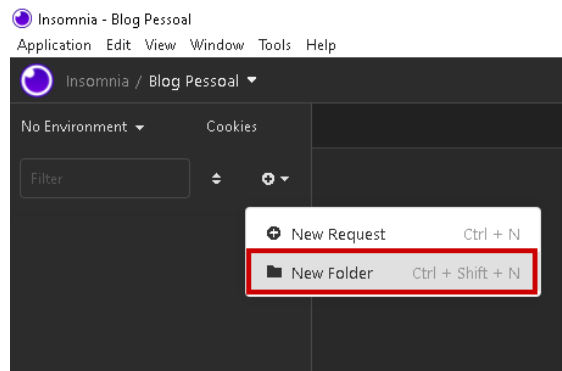 Insomnia - Blog Pessoal
Application Edit View Window Tools Help
Insomnia / Blog Pessoal
No Environment Cookies
Filter
New Request Ctrl + N
New Folder Ctrl + Shift + N